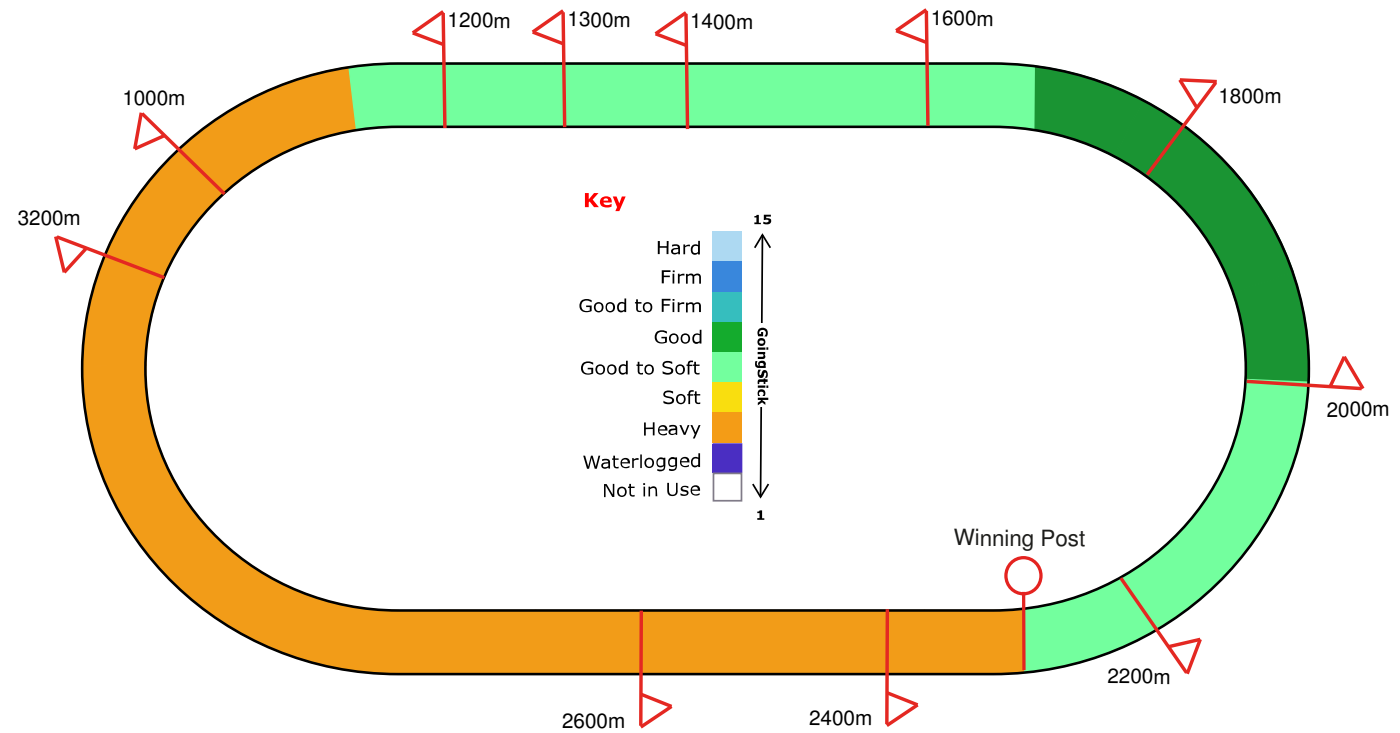 1200m
1300m
1400m
1600m
1000m
1800m
3200m
Key
15
Hard
Firm
Good to Firm
Good
Good to Soft
Soft
Heavy
Waterlogged
Not in Use
GoingStick
1
2000m
Winning Post
2200m
2600m
2400m